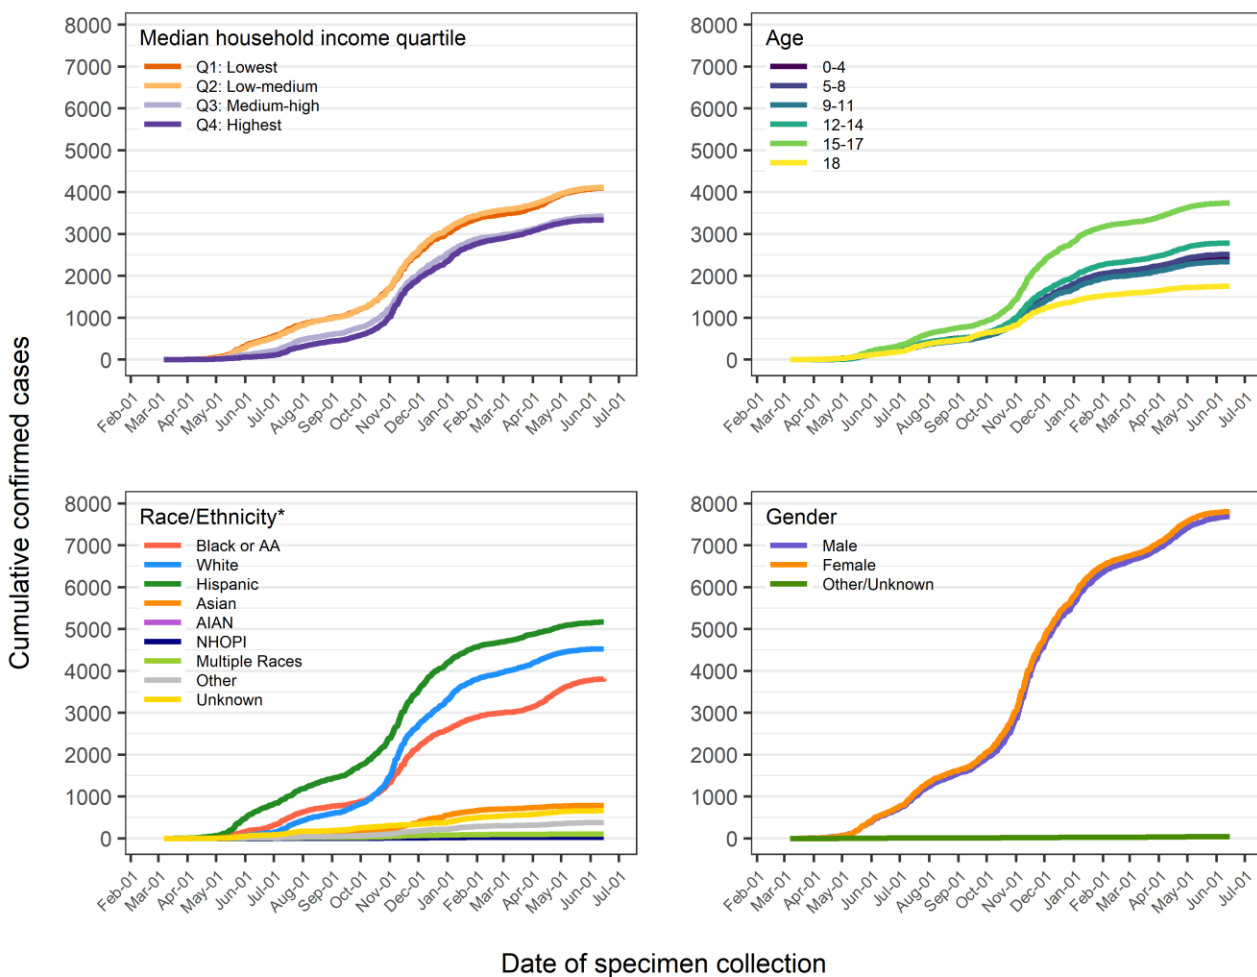 Cumulative confirmed cases
8000
7000
6000
5000
4000
3000
2000
1000
0
Median household income quartile
Q1: Lowest
Q2: Low-medium
Q3: Medium-high
Q4: Highest
Feb-01 Mar-01 Apr-01 May-01 Jun-01 Jul-01 Aug-01 Sep-01 Oct-01 Nov-01 Dec-01 Jan-01 Feb-01 Mar-01 Apr-01 May-01 Jun-01 Jul-01
8000
7000
6000
5000
4000
3000
2000
1000
0
Age
0-4
5-8
9-11
12-14
15-17
18
Feb-01 Mar-01 Apr-01 May-01 Jun-01 Jul-01 Aug-01 Sep-01 Oct-01 Nov-01 Dec-01 Jan-01 Feb-01 Mar-01 Apr-01 May-01 Jun-01 Jul-01
8000
7000
6000
5000
4000
3000
2000
1000
0
Race/Ethnicity*
Black or AA
White
Hispanic
Asian
AIAN
NHOPI
Multiple Races
Other
Unknown
Feb-01 Mar-01 Apr-01 May-01 Jun-01 Jul-01 Aug-01 Sep-01 Oct-01 Nov-01 Dec-01 Jan-01 Feb-01 Mar-01 Apr-01 May-01 Jun-01 Jul-01
8000
7000
6000
5000
4000
3000
2000
1000
0
Gender
Male
Female
Other/Unknown
Feb-01 Mar-01 Apr-01 May-01 Jun-01 Jul-01 Aug-01 Sep-01 Oct-01 Nov-01 Dec-01 Jan-01 Feb-01 Mar-01 Apr-01 May-01 Jun-01 Jul-01
Date of specimen collection